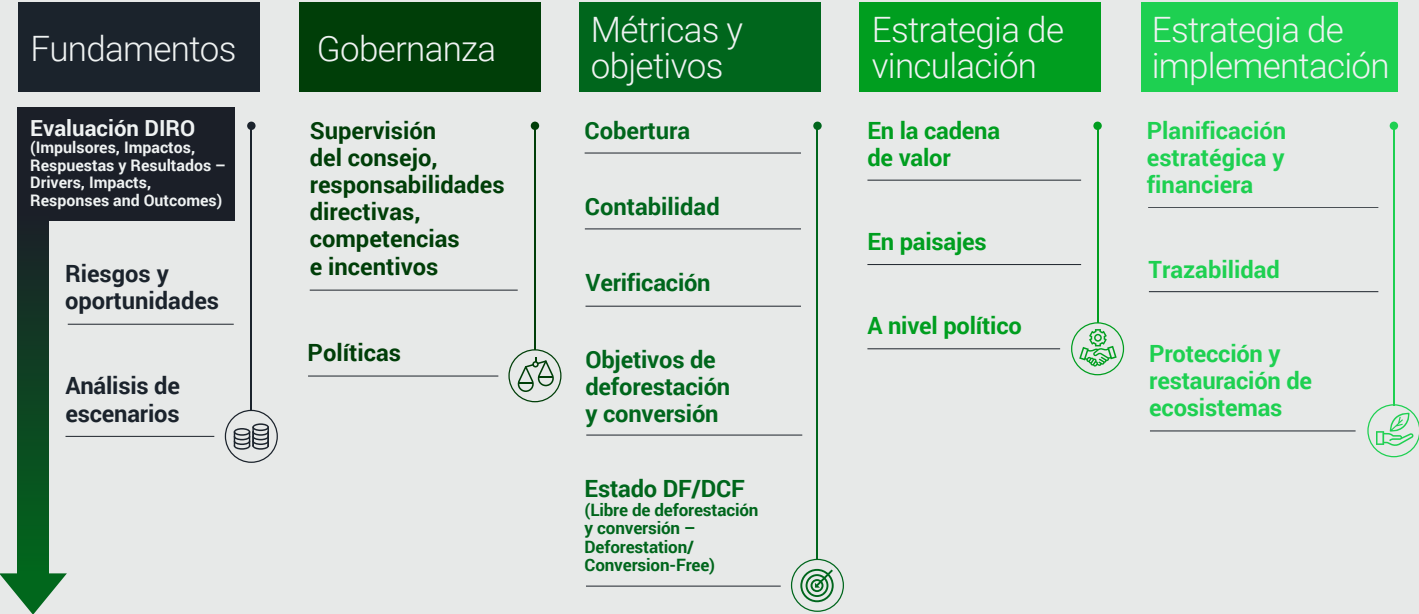 Fundamentos
Evaluación DIRO
(Impulsores, Impactos,
Respuestas y Resultados –
Drivers, Impacts,
Responses and Outcomes)
Riesgos y
oportunidades
Análisis de
escenarios
Gobernanza
Supervisión
del consejo,
responsabilidades
directivas,
competencias
e incentivos
Políticas
Métricas y
objetivos
Cobertura
Contabilidad
Verificación
Objetivos de
deforestación
y conversión
Estado DF/DCF
(Libre de deforestación
y conversión –
Deforestation/
Conversion-Free)
Estrategia de
vinculación
En la cadena
de valor
En paisajes
A nivel político
Estrategia de
implementación
Planificación
estratégica y
financiera
Trazabilidad
Protección y
restauración de
ecosistemas